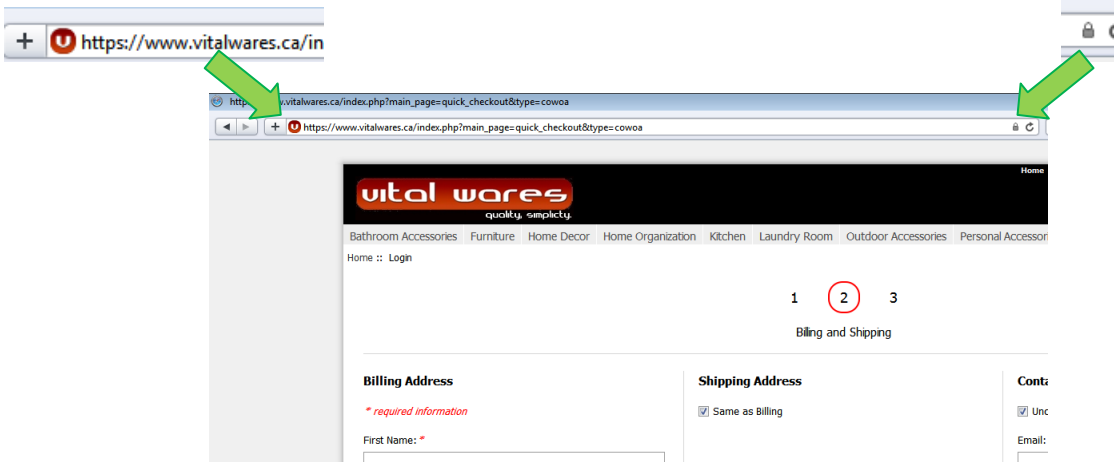 + https://www.vitalwares.ca/in
.vitalwares.ca/index.php?main_page=quick_checkout&type=cowoa
+ https://www.vitalwares.ca/index.php?main_page=quick_checkout&type=cowoa
Home
vital wares
quality, simplicty.
Bathroom Accessories Furniture Home Decor Home Organization Kitchen Laundry Room Outdoor Accessories Personal Accessor
Home :: Login
1 2 3
Billing and Shipping
Billing Address Shipping Address Conta
* required information Same as Billing Unc
First Name: * Email: